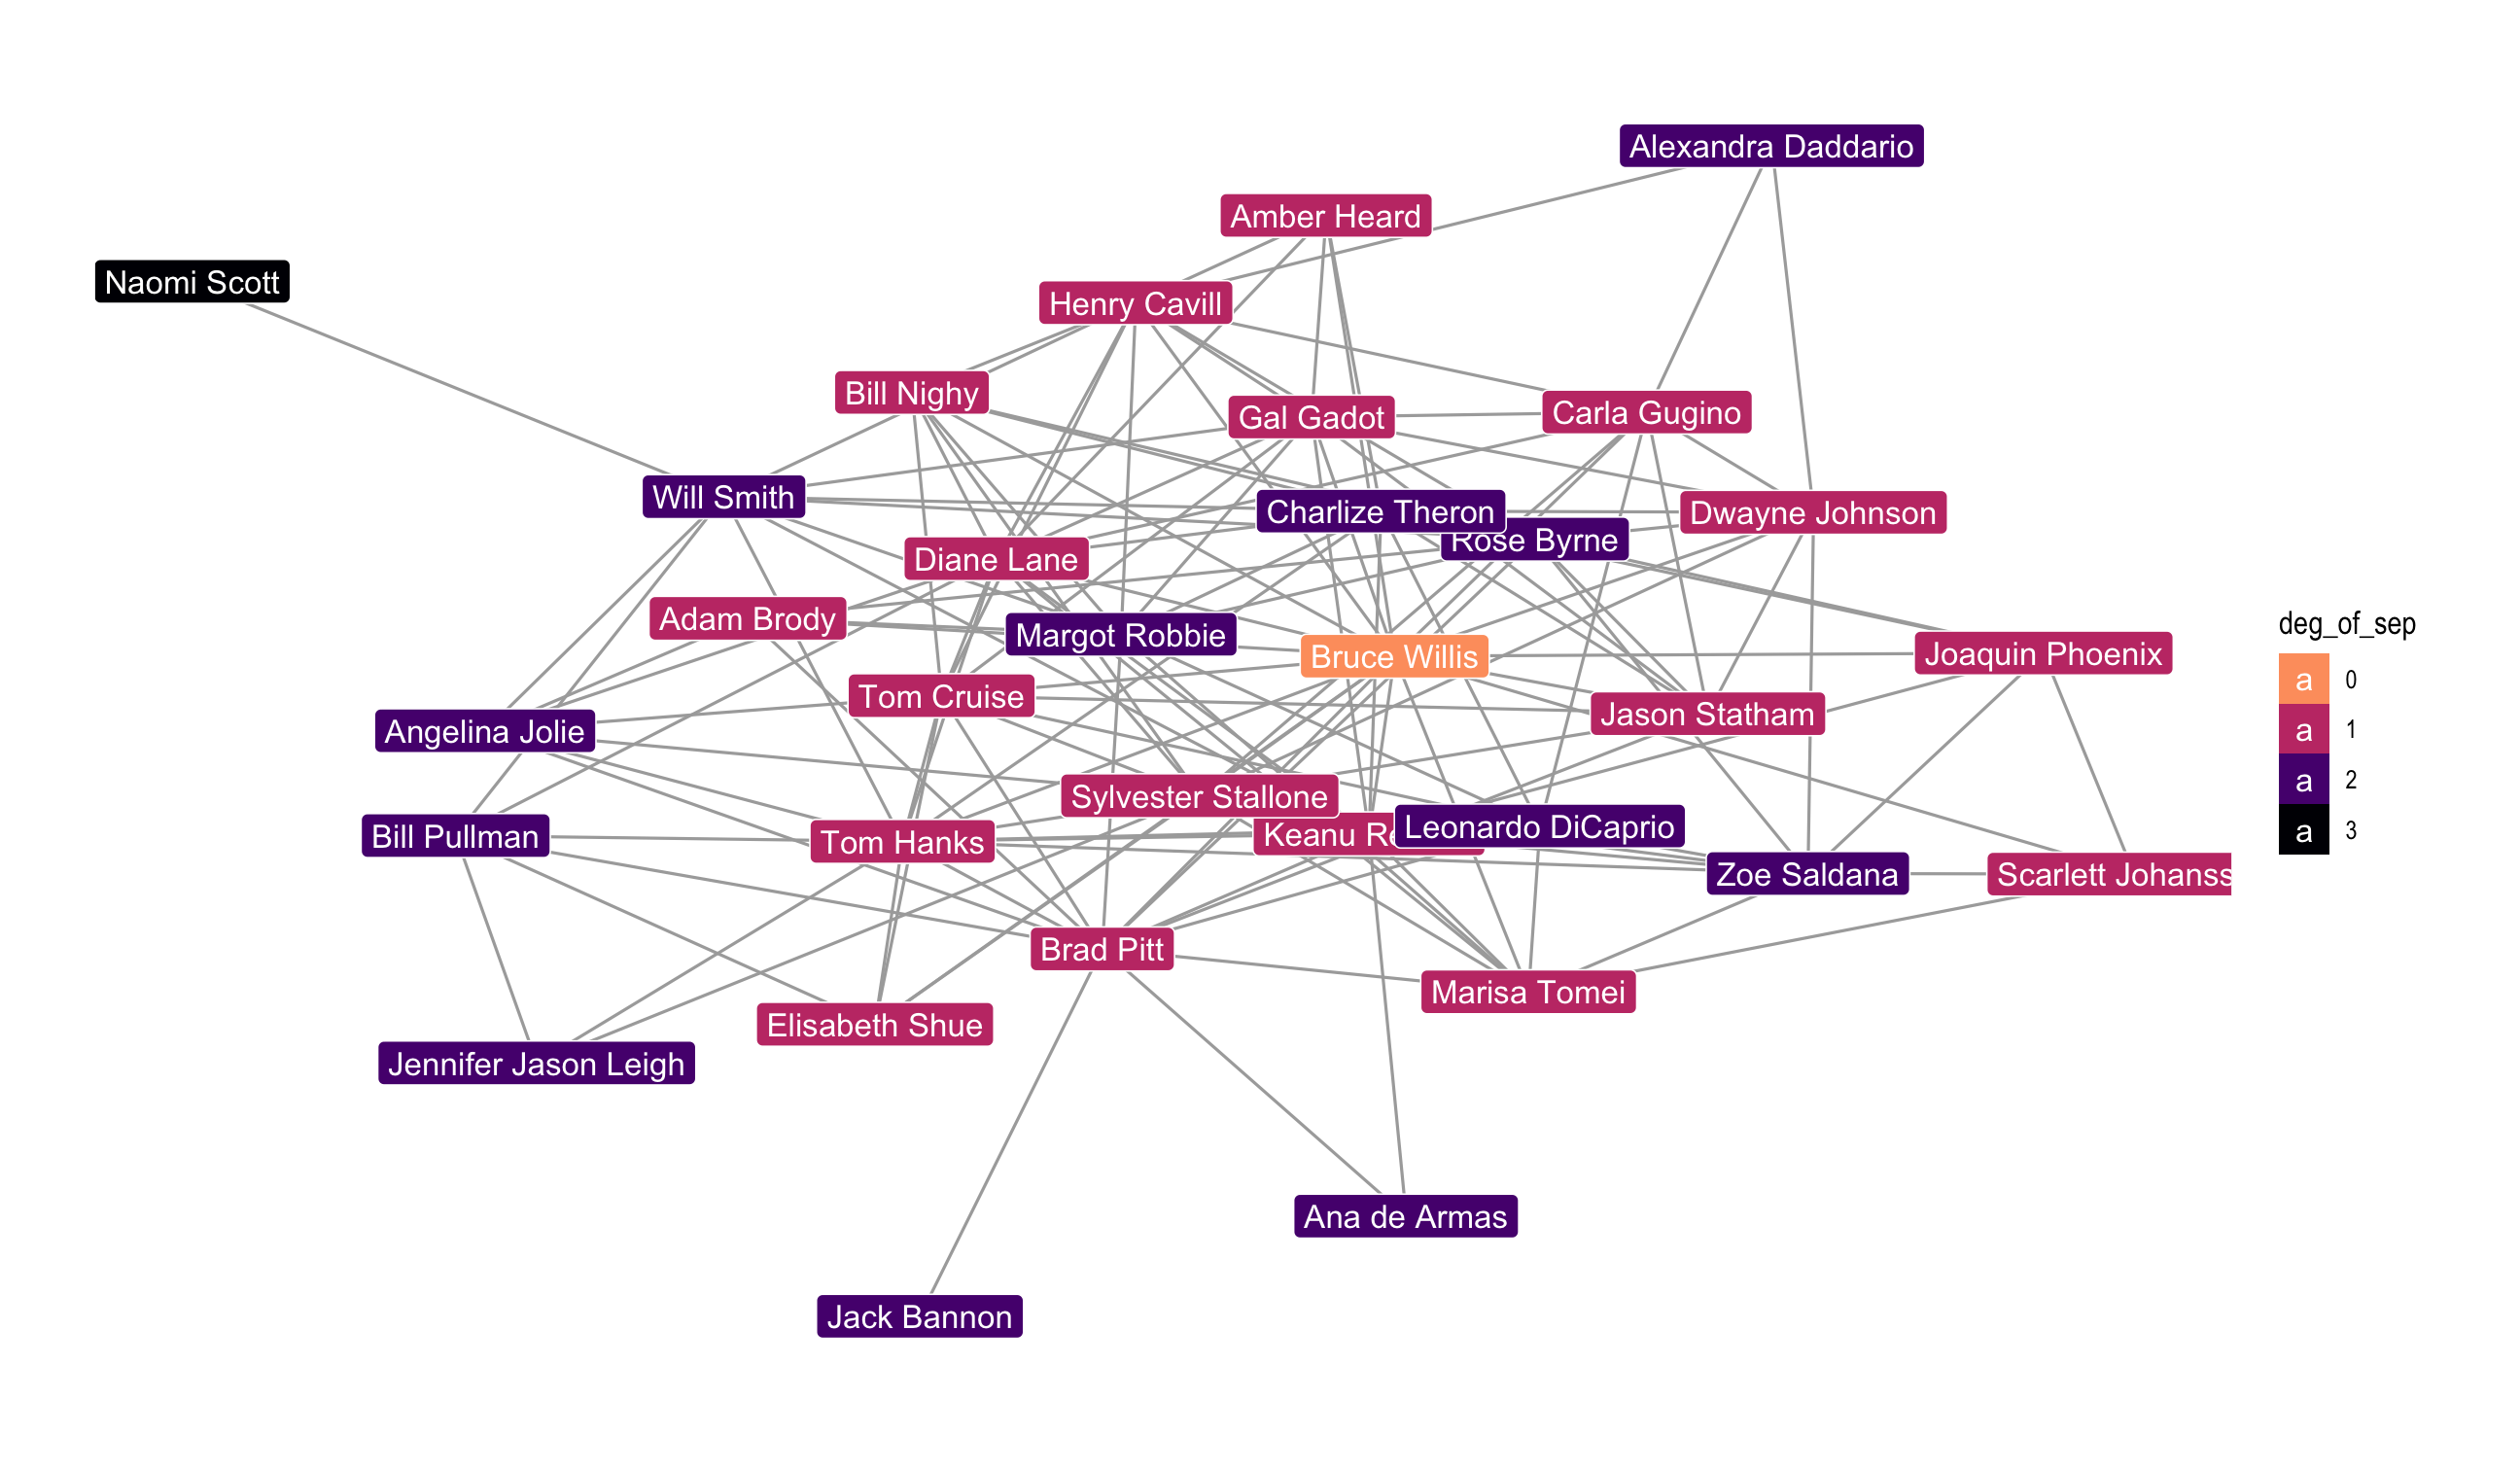 Alexandra Daddario
Amber Heard
Naomi Scott
Henry Cavill
Bill Nighy
Gal Gadot
Carla Gugino
Will Smith
Charlize Theron
Dwayne Johnson
Rose Byrne
Diane Lane
Adam Brody
Margot Robbie
Bruce Willis
Joaquin Phoenix
Tom Cruise
Jason Statham
Angelina Jolie
Sylvester Stallone
Bill Pullman
Tom Hanks
Keanu Re
Leonardo DiCaprio
Zoe Saldana
Scarlett Johanss
Brad Pitt
Marisa Tomei
Elisabeth Shue
Jennifer Jason Leigh
Ana de Armas
Jack Bannon
deg_of_sep
a 0
a 1
a 2
a 3